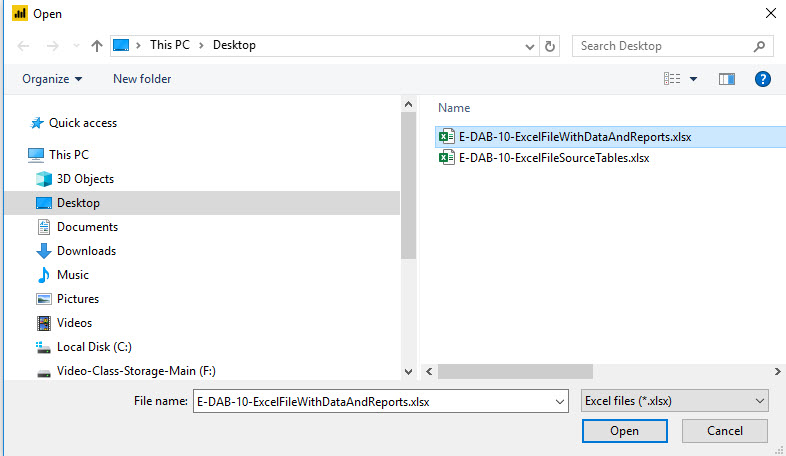 Open
This PC
Desktop
Search Desktop
Organize
New folder
?
Quick access
This PC
3D Objects
Desktop
Documents
Downloads
Music
Pictures
Videos
Local Disk (C:)
Video-Class-Storage-Main (F:)
Name
E-DAB-10-ExcelFileWithDataAndReports.xlsx
E-DAB-10-ExcelFileSourceTables.xlsx
File name: E-DAB-10-ExcelFileWithDataAndReports.xlsx
Excel files (*.xlsx)
Open
Cancel